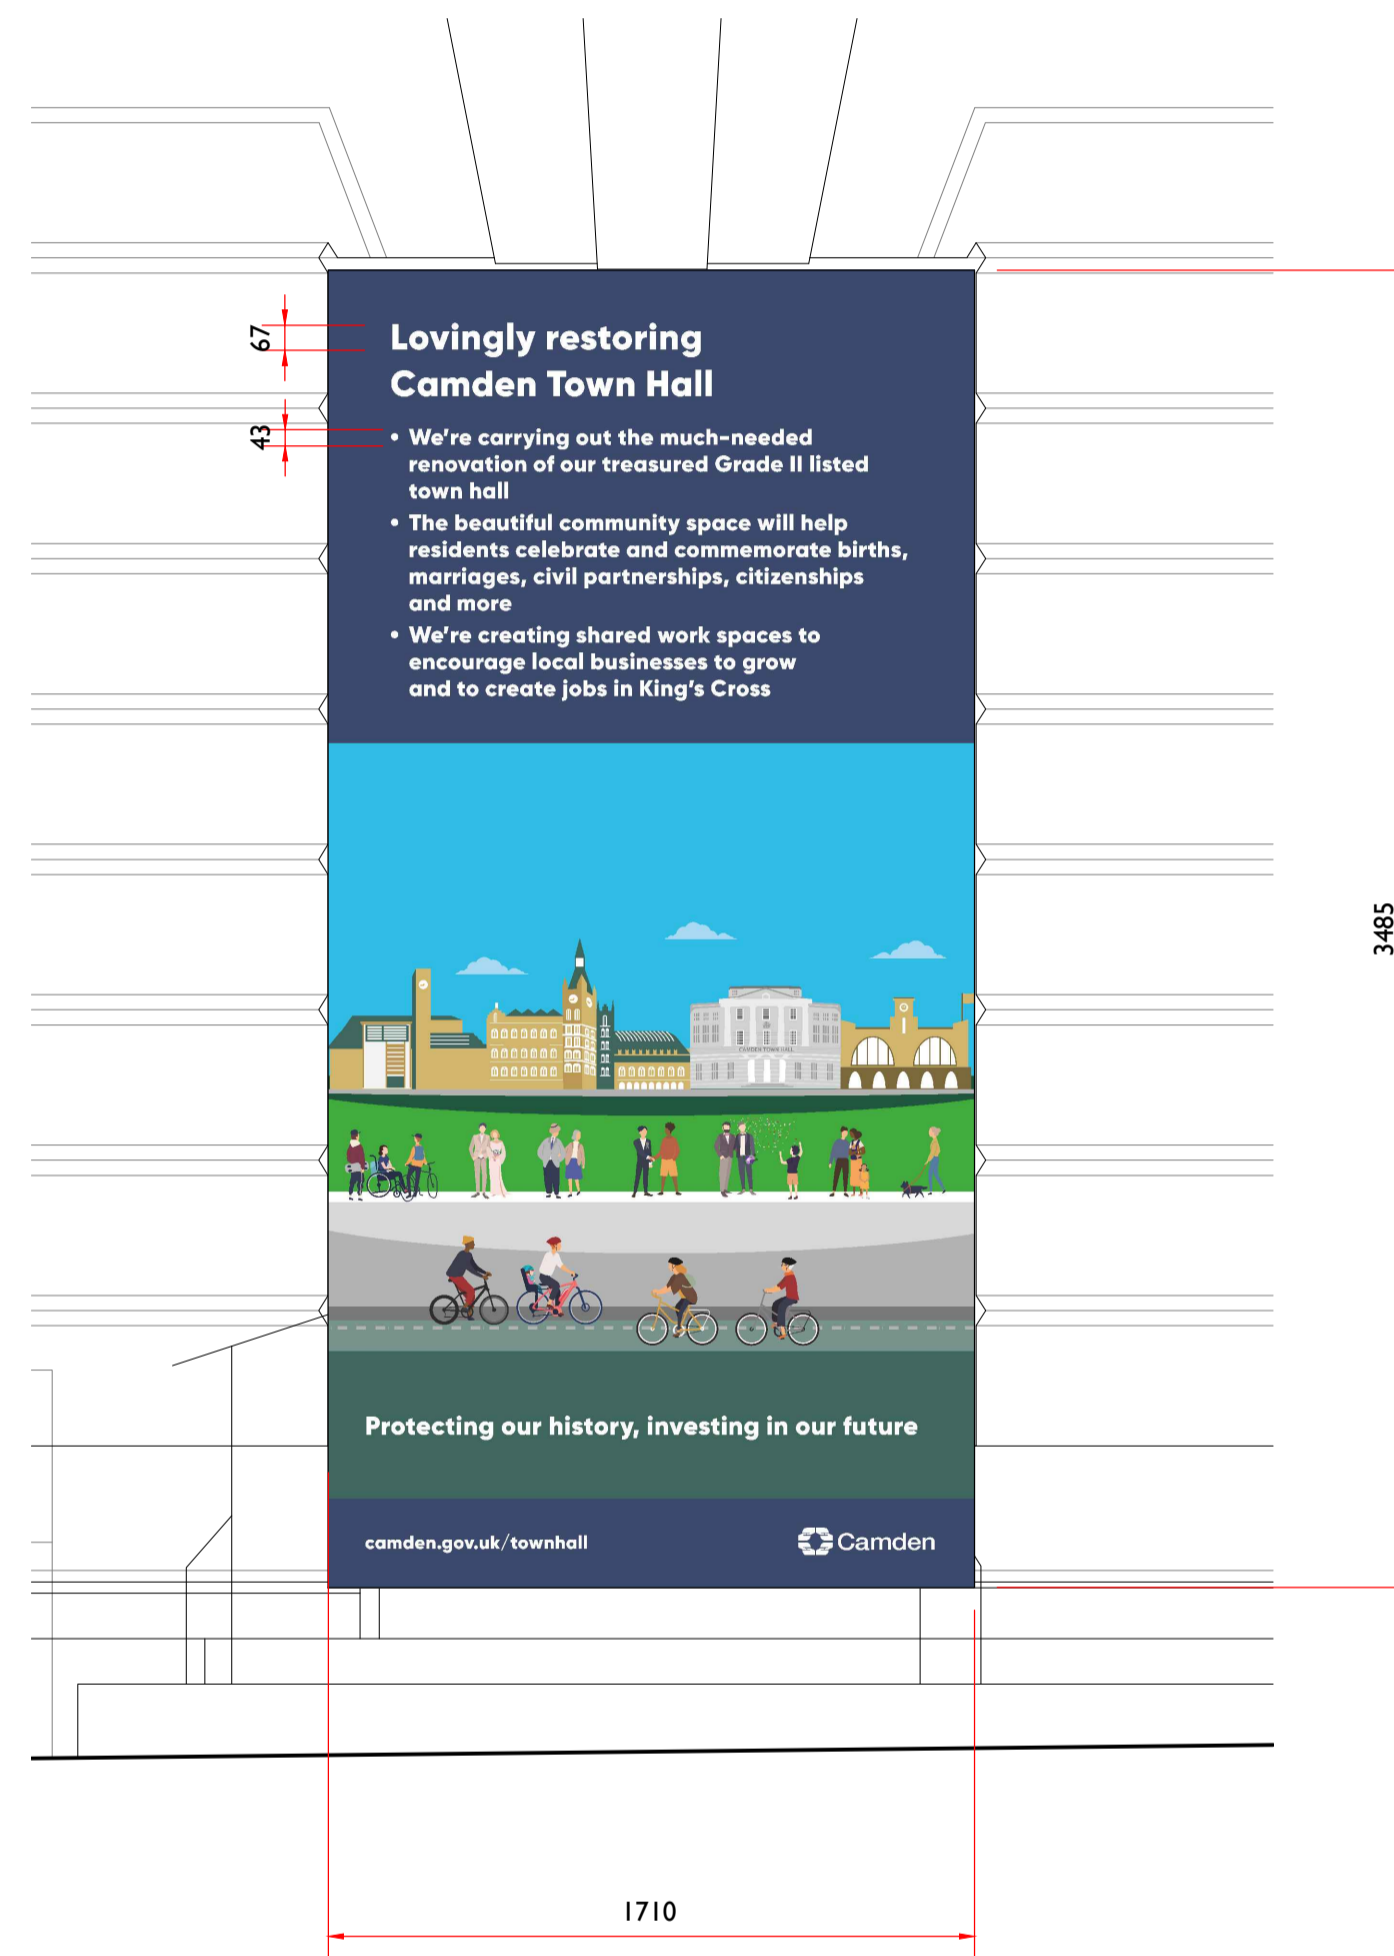 67
Lovingly restoring
Camden Town Hall
43
• We're carrying out the much-needed
renovation of our treasured Grade II listed
town hall
• The beautiful community space will help
residents celebrate and commemorate births,
marriages, civil partnerships, citizenships
and more
• We're creating shared work spaces to
encourage local businesses to grow
and to create jobs in King's Cross
3485
CAMDEN TOWN HALL
Protecting our history, investing in our future
camden.gov.uk/townhall
Camden
1710